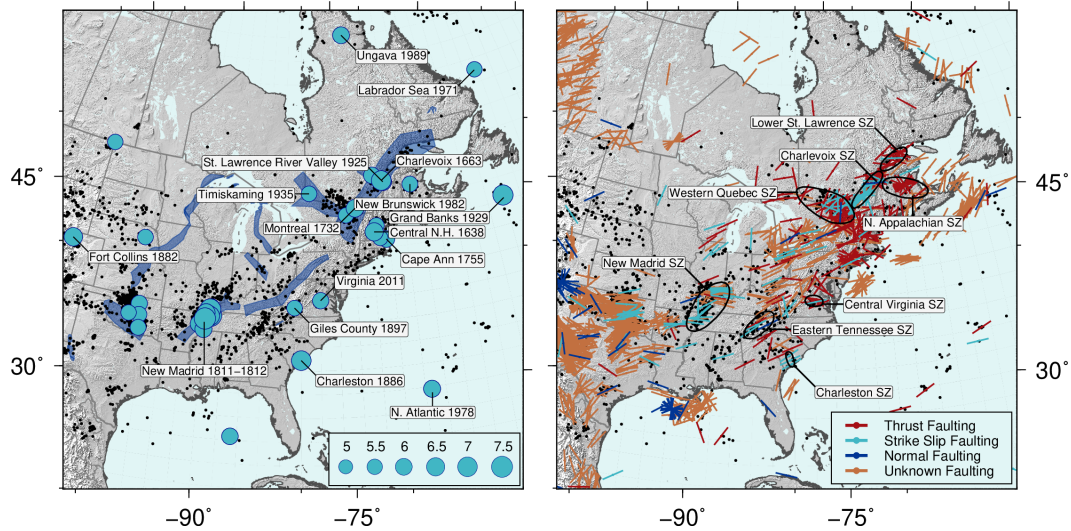 Ungava 1989
Labrador Sea 1971
St. Lawrence River Valley 1925
Charlevoix 1663
Timiskaming 1935
New Brunswick 1982
Grand Banks 1929
Montreal 1732
Central N.H. 1638
Cape Ann 1755
Fort Collins 1882
Virginia 2011
Giles County 1897
New Madrid 1811−1812
Charleston 1886
N. Atlantic 1978
5 5.5 6 6.5 7 7.5
45°
30°
−90° −75°
Lower St. Lawrence SZ
Charlevoix SZ
Western Quebec SZ
N. Appalachian SZ
New Madrid SZ
Central Virginia SZ
Eastern Tennessee SZ
Charleston SZ
Thrust Faulting
Strike Slip Faulting
Normal Faulting
Unknown Faulting
45°
30°
−90° −75°